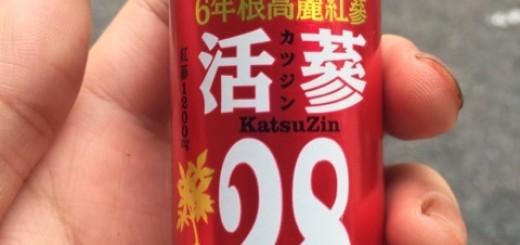 6年根高麗紅蔘
活蔘
カツジン
KatsuZin
紅蔘1200mg
28